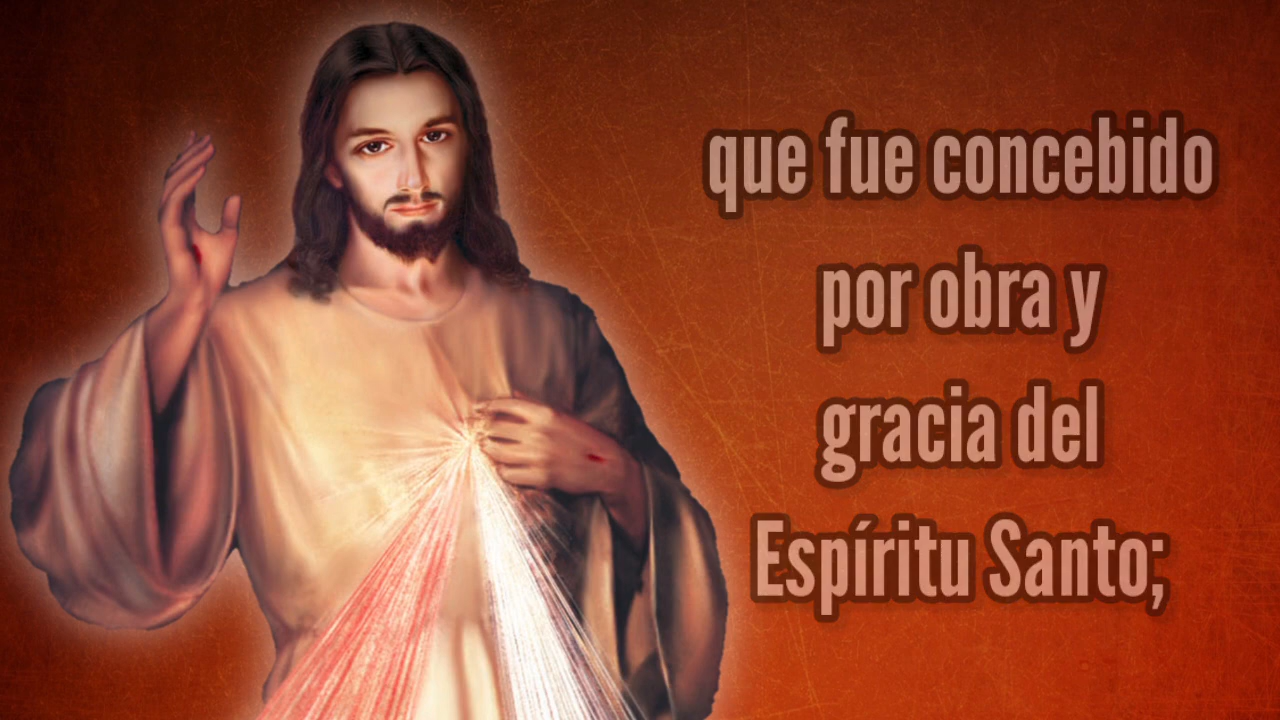 que fue concebido
por obra y
gracia del
Espíritu Santo;